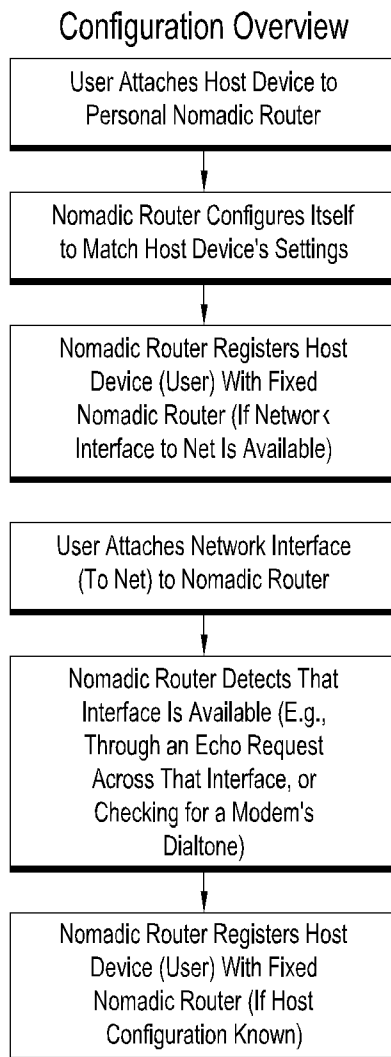 Configuration Overview
User Attaches Host Device to
Personal Nomadic Router
Nomadic Router Configures Itself
to Match Host Device's Settings
Nomadic Router Registers Host
Device (User) With Fixed
Nomadic Router (If Network
Interface to Net Is Available)
User Attaches Network Interface
(To Net) to Nomadic Router
Nomadic Router Detects That
Interface Is Available (E.g.,
Through an Echo Request
Across That Interface, or
Checking for a Modem's
Dialtone)
Nomadic Router Registers Host
Device (User) With Fixed
Nomadic Router (If Host
Configuration Known)